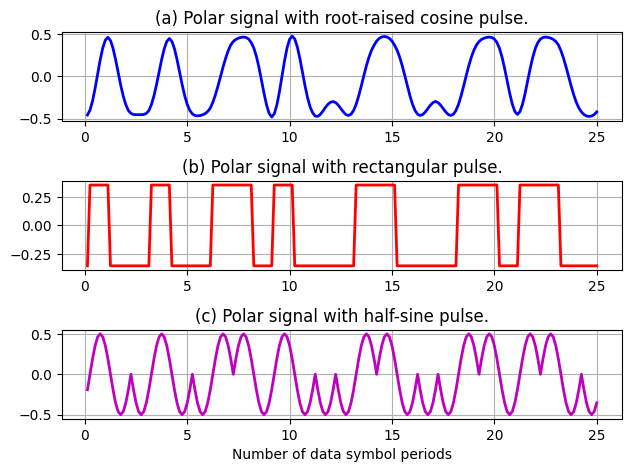 (a) Polar signal with root-raised cosine pulse.
0.5
0.0
−0.5
0 5 10 15 20 25
(b) Polar signal with rectangular pulse.
0.25
0.00
−0.25
0 5 10 15 20 25
(c) Polar signal with half-sine pulse.
0.5
0.0
−0.5
0 5 10 15 20 25
Number of data symbol periods